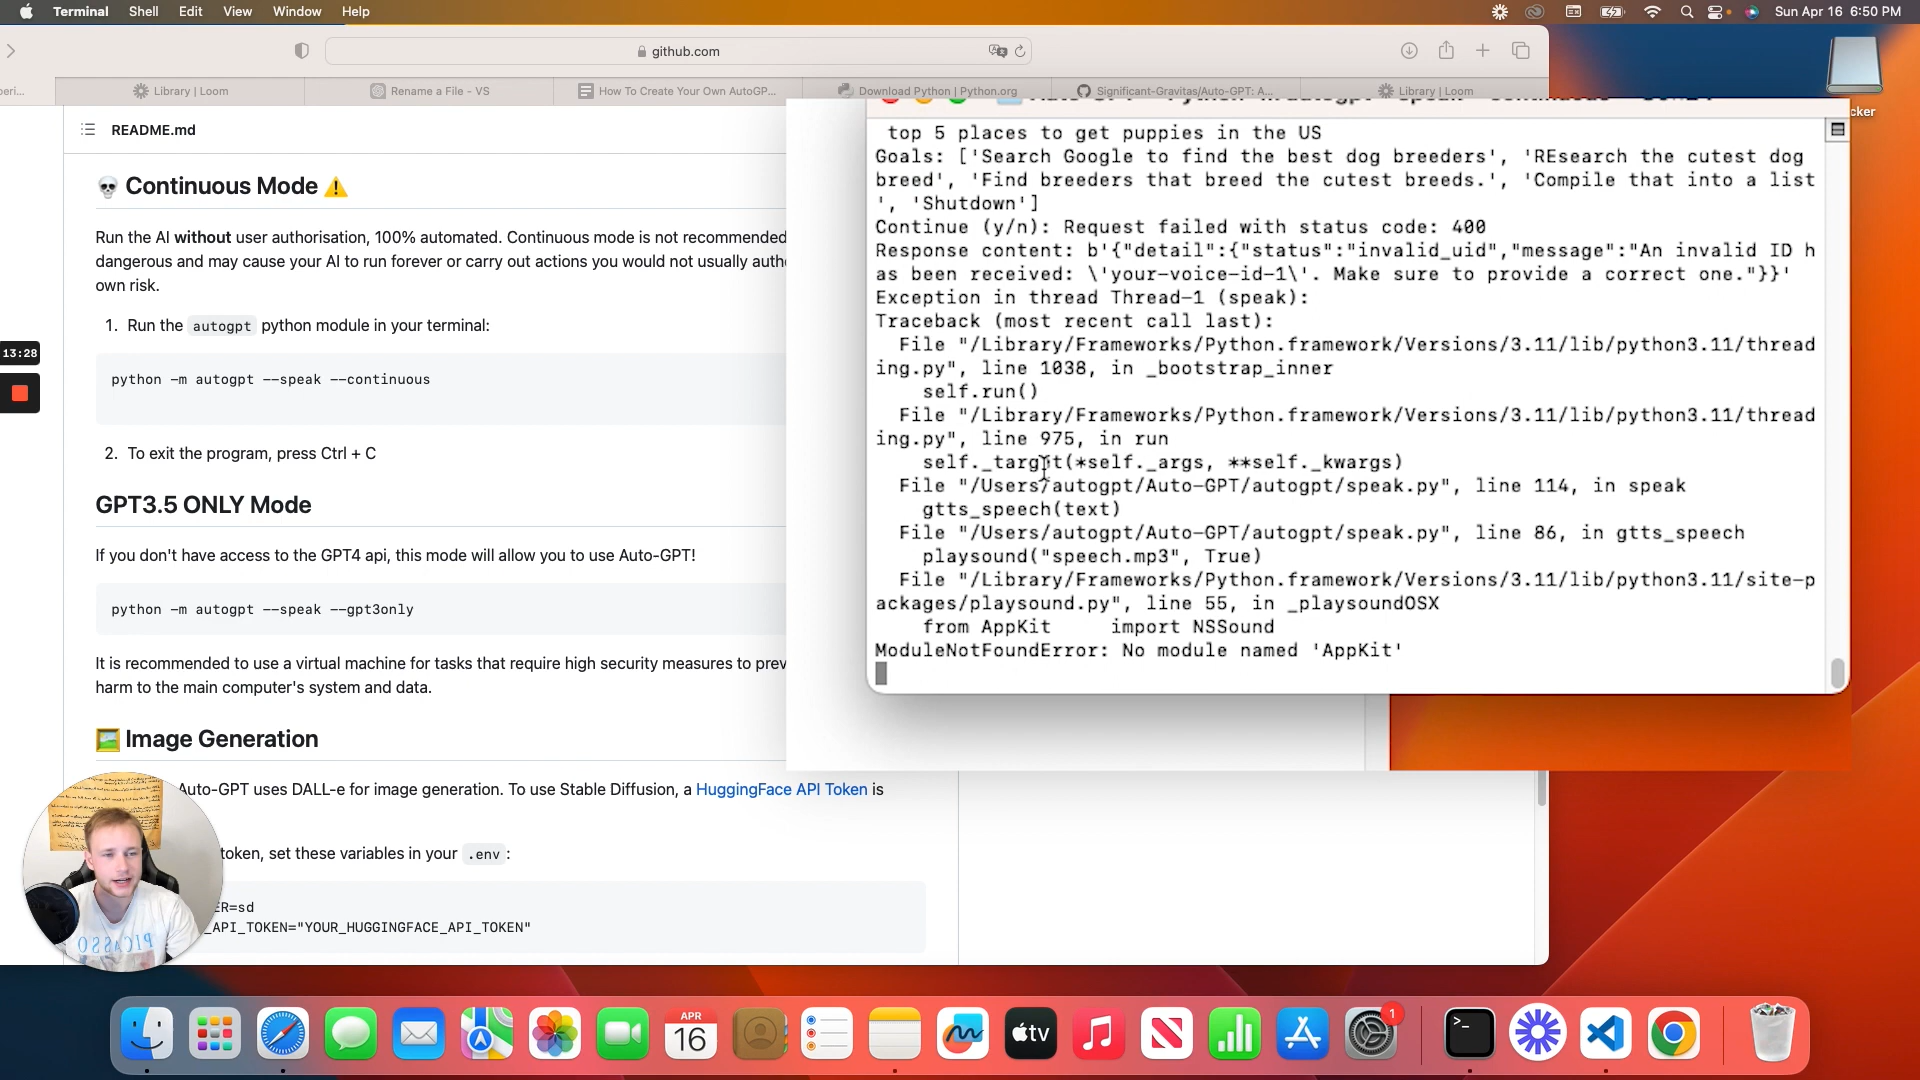 Terminal Shell Edit View Window Help
Sun Apr 16 6:50 PM
github.com
Library | Loom
Rename a File - VS
How To Create Your Own AutoGP...
Download Python | Python.org
Significant-Gravitas/Auto-GPT: A...
Library | Loom
README.md
💀 Continuous Mode ⚠️
Run the AI without user authorisation, 100% automated. Continuous mode is not recommended
dangerous and may cause your AI to run forever or carry out actions you would not usually
own risk.
1. Run the autogpt python module in your terminal:
python -m autogpt --speak --continuous
2. To exit the program, press Ctrl + C
GPT3.5 ONLY Mode
If you don't have access to the GPT4 api, this mode will allow you to use Auto-GPT!
python -m autogpt --speak --gpt3only
It is recommended to use a virtual machine for tasks that require high security measures to
harm to the main computer's system and data.
🖼️ Image Generation
Auto-GPT uses DALL-e for image generation. To use Stable Diffusion, a HuggingFace API Token is
token, set these variables in your .env :
ER=sd
_API_TOKEN="YOUR_HUGGINGFACE_API_TOKEN"
13:28
top 5 places to get puppies in the US
Goals: ['Search Google to find the best dog breeders', 'REsearch the cutest dog
breed', 'Find breeders that breed the cutest breeds.', 'Compile that into a list
', 'Shutdown']
Continue (y/n): Request failed with status code: 400
Response content: b'{"detail":{"status":"invalid_uid","message":"An invalid ID h
as been received: \'your-voice-id-1\'. Make sure to provide a correct one."}}'
Exception in thread Thread-1 (speak):
Traceback (most recent call last):
File "/Library/Frameworks/Python.framework/Versions/3.11/lib/python3.11/thread
ing.py", line 1038, in _bootstrap_inner
self.run()
File "/Library/Frameworks/Python.framework/Versions/3.11/lib/python3.11/thread
ing.py", line 975, in run
self._target(*self._args, **self._kwargs)
File "/Users/autogpt/Auto-GPT/autogpt/speak.py", line 114, in speak
gtts_speech(text)
File "/Users/autogpt/Auto-GPT/autogpt/speak.py", line 86, in gtts_speech
playsound("speech.mp3", True)
File "/Library/Frameworks/Python.framework/Versions/3.11/lib/python3.11/site-p
ackages/playsound.py", line 55, in _playsoundOSX
from AppKit import NSSound
ModuleNotFoundError: No module named 'AppKit'
cker
PICASSO
APR
16
tv
1
>_